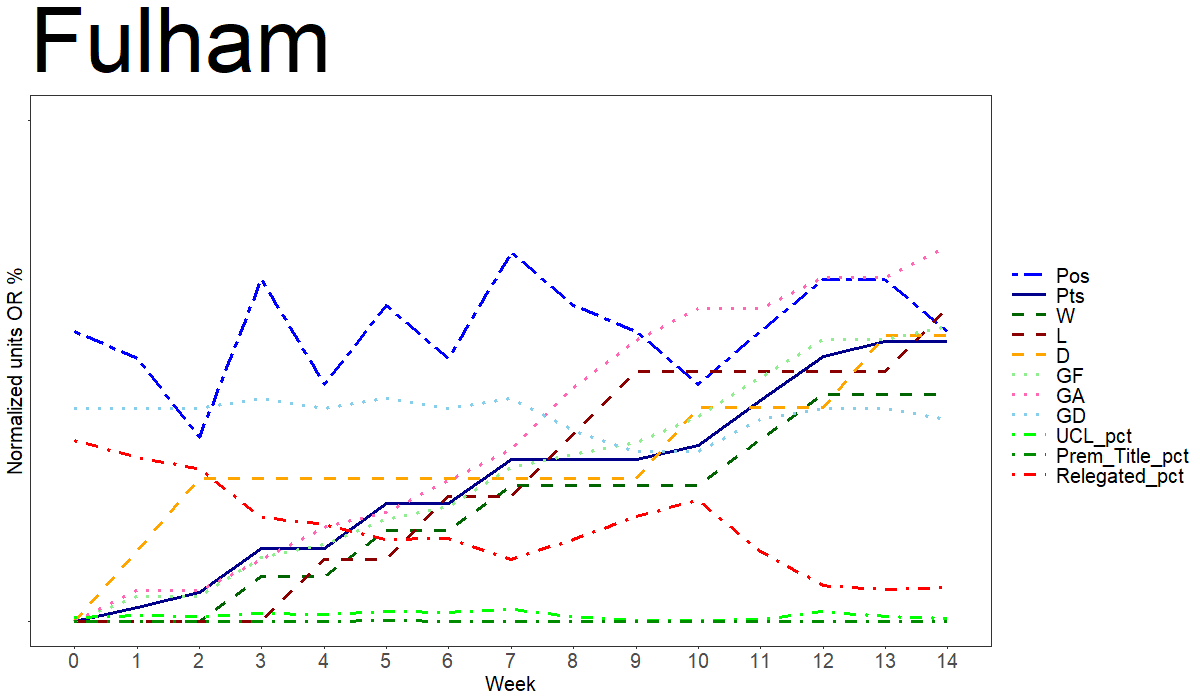 Fulham
Normalized units OR %
0 1 2 3 4 5 6 7 8 9 10 11 12 13 14
Week
Pos
Pts
W
L
D
GF
GA
GD
UCL_pct
Prem_Title_pct
Relegated_pct